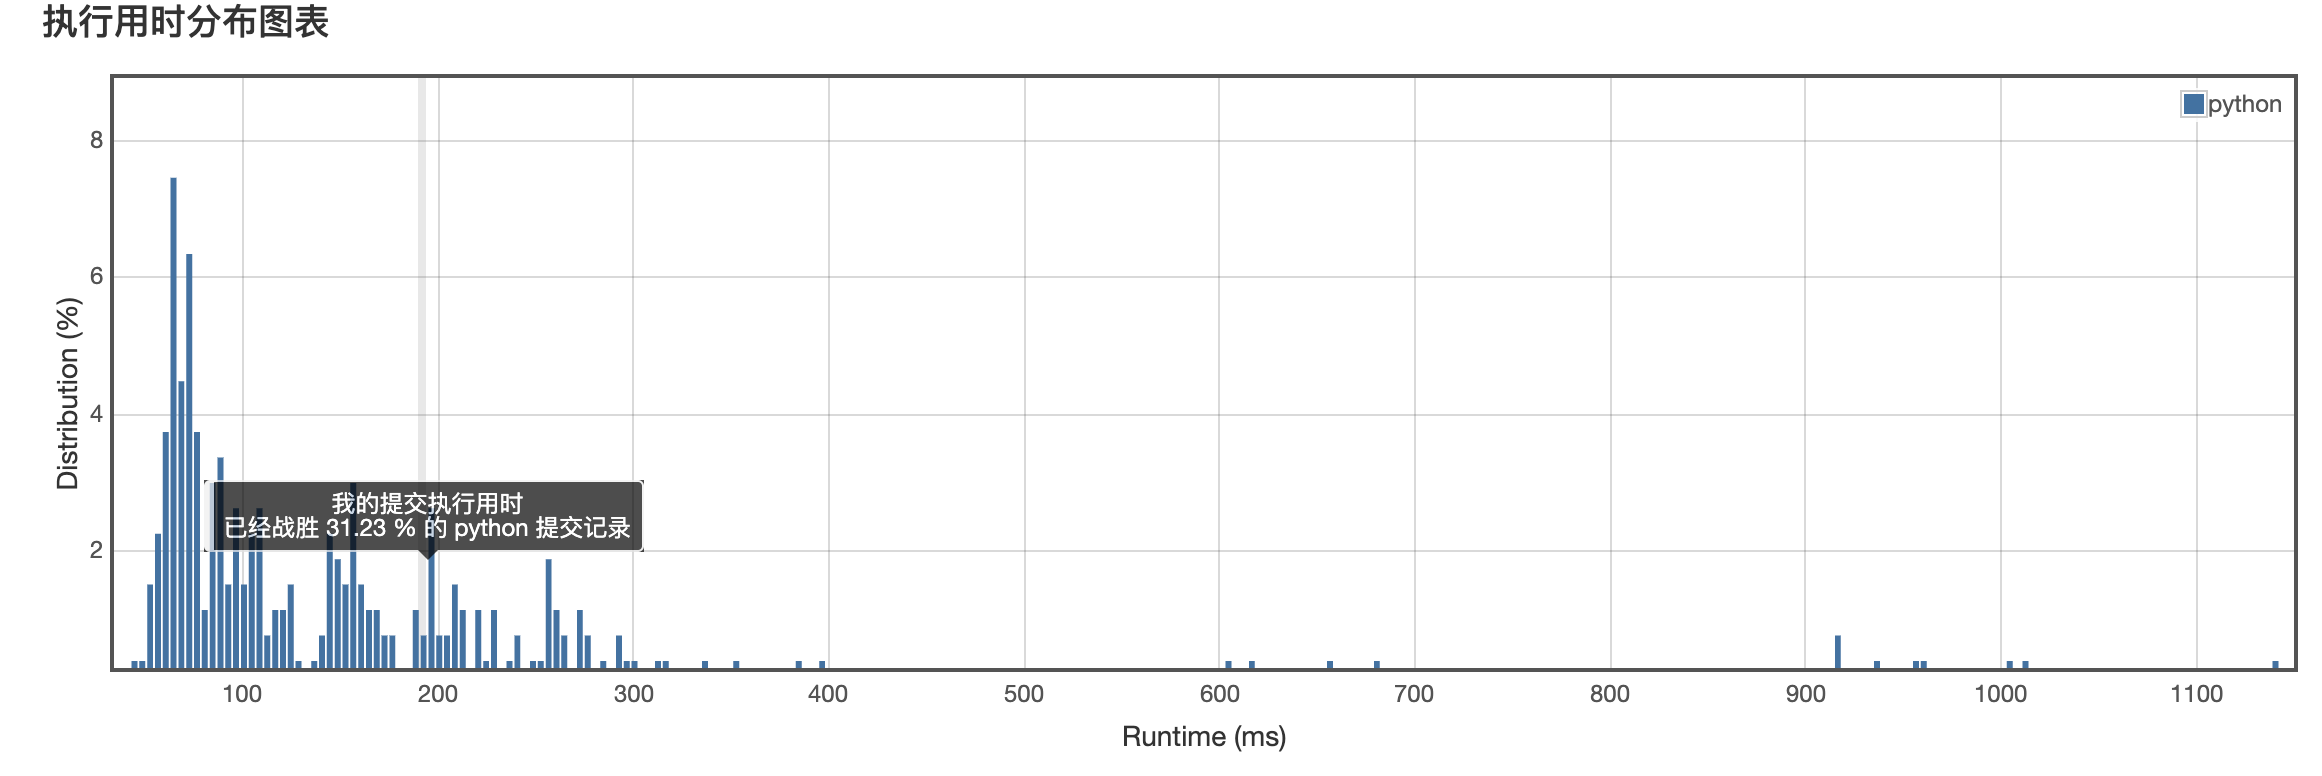 执行用时分布图表
python
8
6
4
2
Distribution (%)
我的提交执行用时
已经战胜 31.23 % 的 python 提交记录
100 200 300 400 500 600 700 800 900 1000 1100
Runtime (ms)